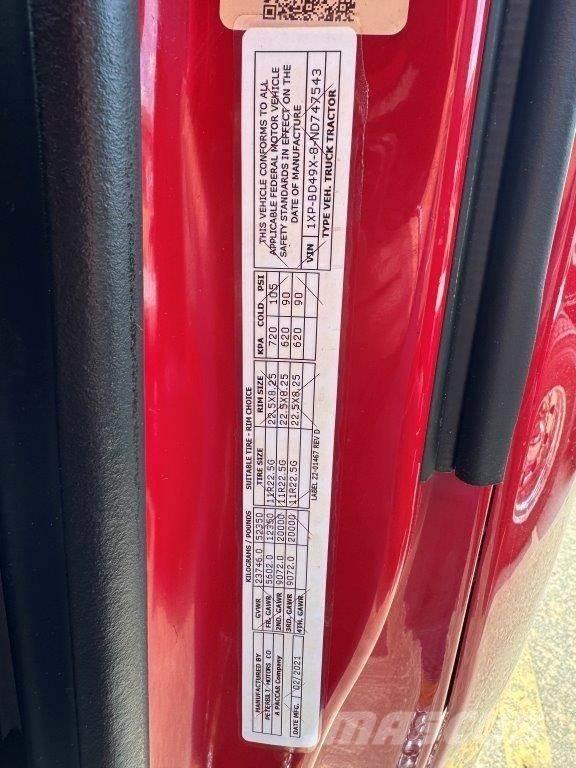 MANUFACTURED BY
PETERBILT MOTORS CO
A PACCAR Company
DATE MFG. 02/2021
KILOGRAMS / POUNDS
GVWR 23746.0 52350
FR. GAWR 5602.0 12350
2ND. GAWR 9072.0 20000
3RD. GAWR 9072.0 20000
4TH. GAWR
SUITABLE TIRE - RIM CHOICE
TIRE SIZE RIM SIZE KPA COLD PSI
11R22.5G 22.5X8.25 720 105
11R22.5G 22.5X8.25 620 90
11R22.5G 22.5X8.25 620 90
LABEL 22-01467 REV D
THIS VEHICLE CONFORMS TO ALL
APPLICABLE FEDERAL MOTOR VEHICLE
SAFETY STANDARDS IN EFFECT ON THE
DATE OF MANUFACTURE
VIN 1XP-BD49X-8-ND747543
TYPE VEH. TRUCK TRACTOR